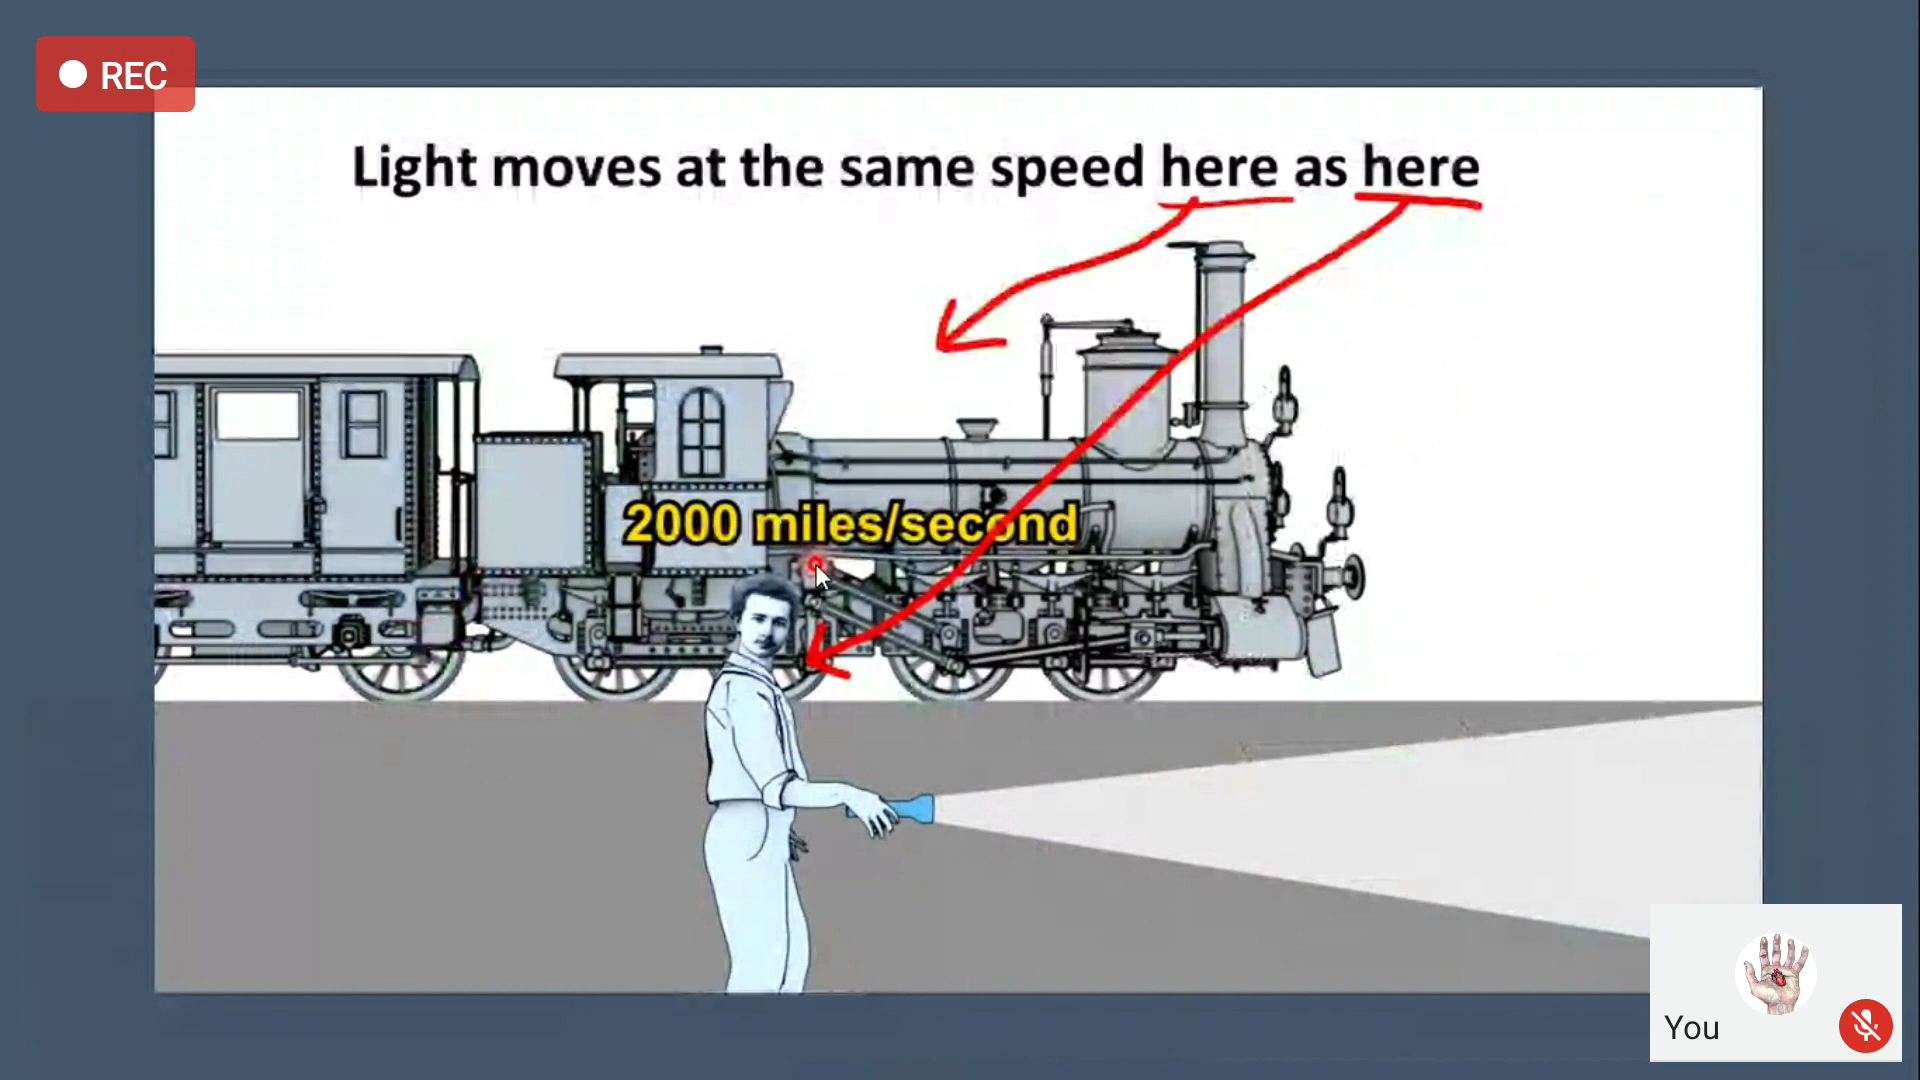 REC
Light moves at the same speed here as here
2000 miles/second
You